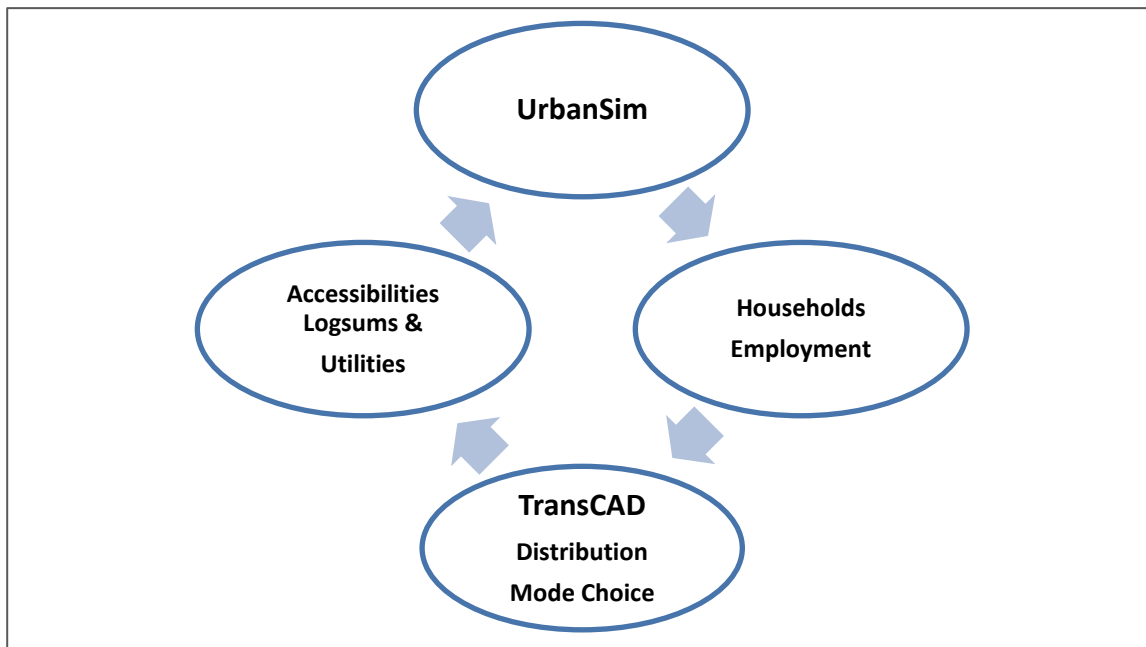 UrbanSim
Accessibilities
Logsums &
Utilities
Households
Employment
TransCAD
Distribution
Mode Choice